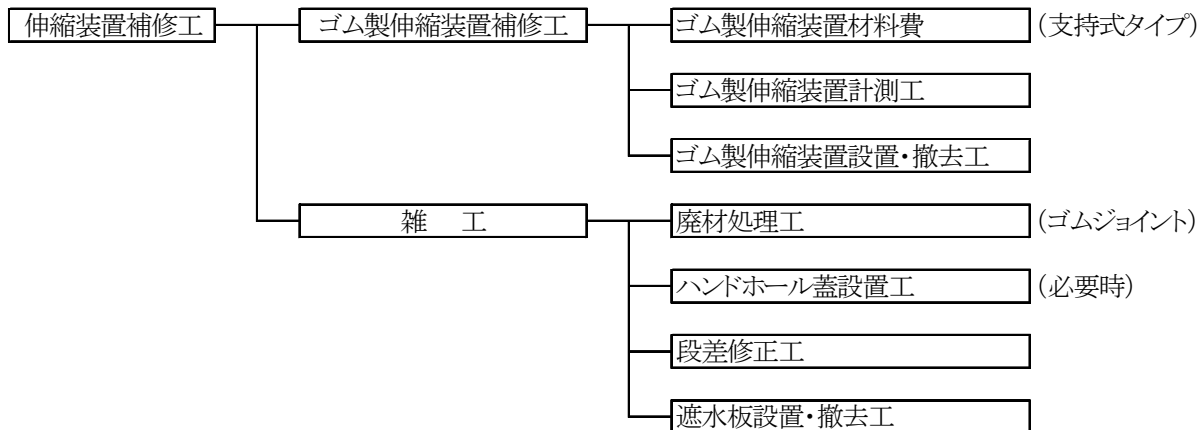 伸縮装置補修工 ゴム製伸縮装置補修工 ゴム製伸縮装置材料費 (支持式タイプ)
ゴム製伸縮装置計測工
ゴム製伸縮装置設置・撤去工
雑 工 廃材処理工 (ゴムジョイント)
ハンドホール蓋設置工 (必要時)
段差修正工
遮水板設置・撤去工